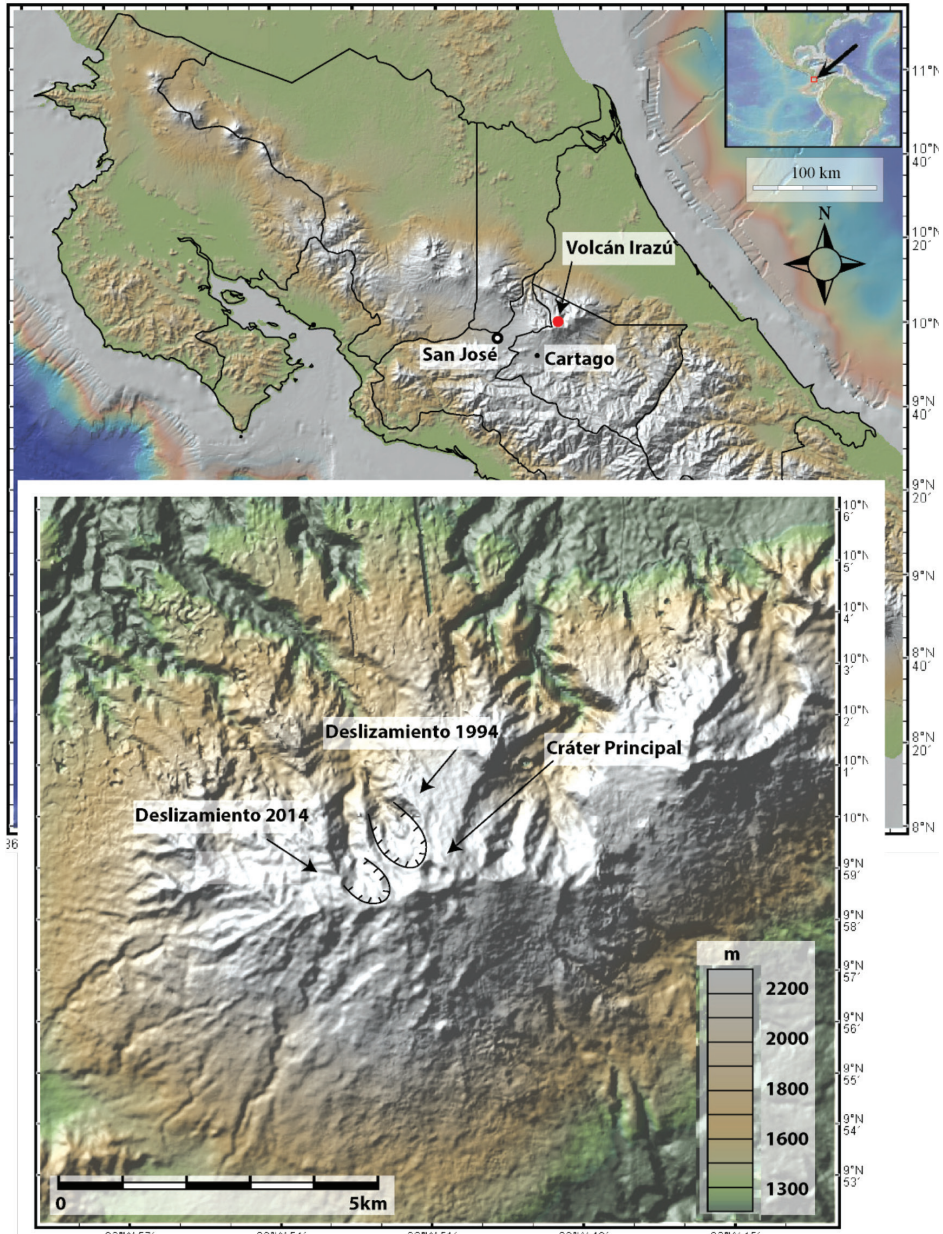 11°N
10°N
40´
100 km
N
10°N
20´
Volcán Irazú
10°N
San José
Cartago
9°N
40´
9°N
20´
9°N
8°N
40´
8°N
20´
8°N
10°N
6´
10°N
5´
10°N
4´
10°N
3´
10°N
2´
10°N
1´
10°N
9°N
59´
9°N
58´
9°N
57´
9°N
56´
9°N
55´
9°N
54´
9°N
53´
Deslizamiento 1994
Cráter Principal
Deslizamiento 2014
m
2200
2000
1800
1600
1300
0 5km